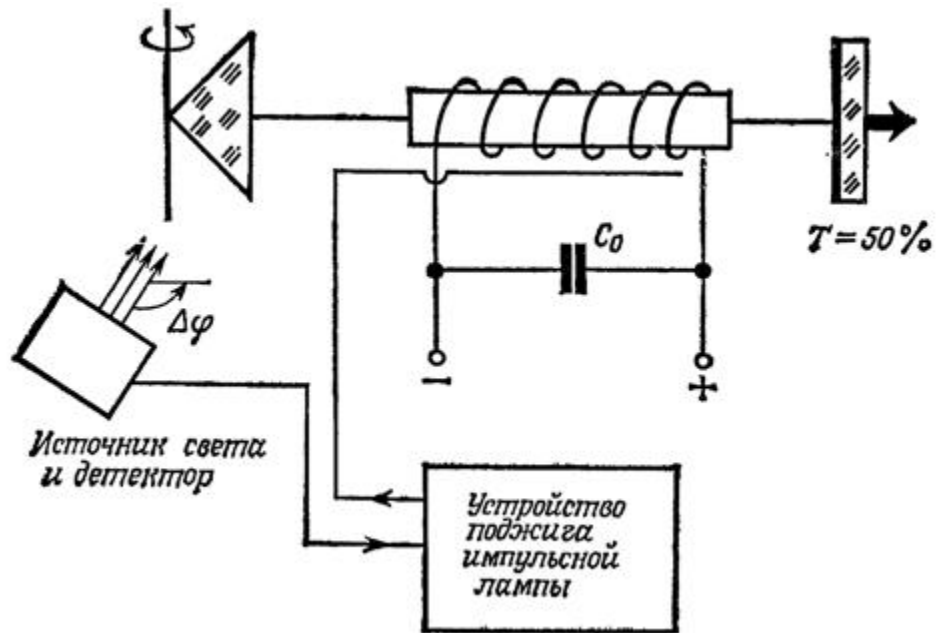 C₀
T = 50%
Δφ
−
+
Источник света
и детектор
Устройство
поджига
импульсной
лампы